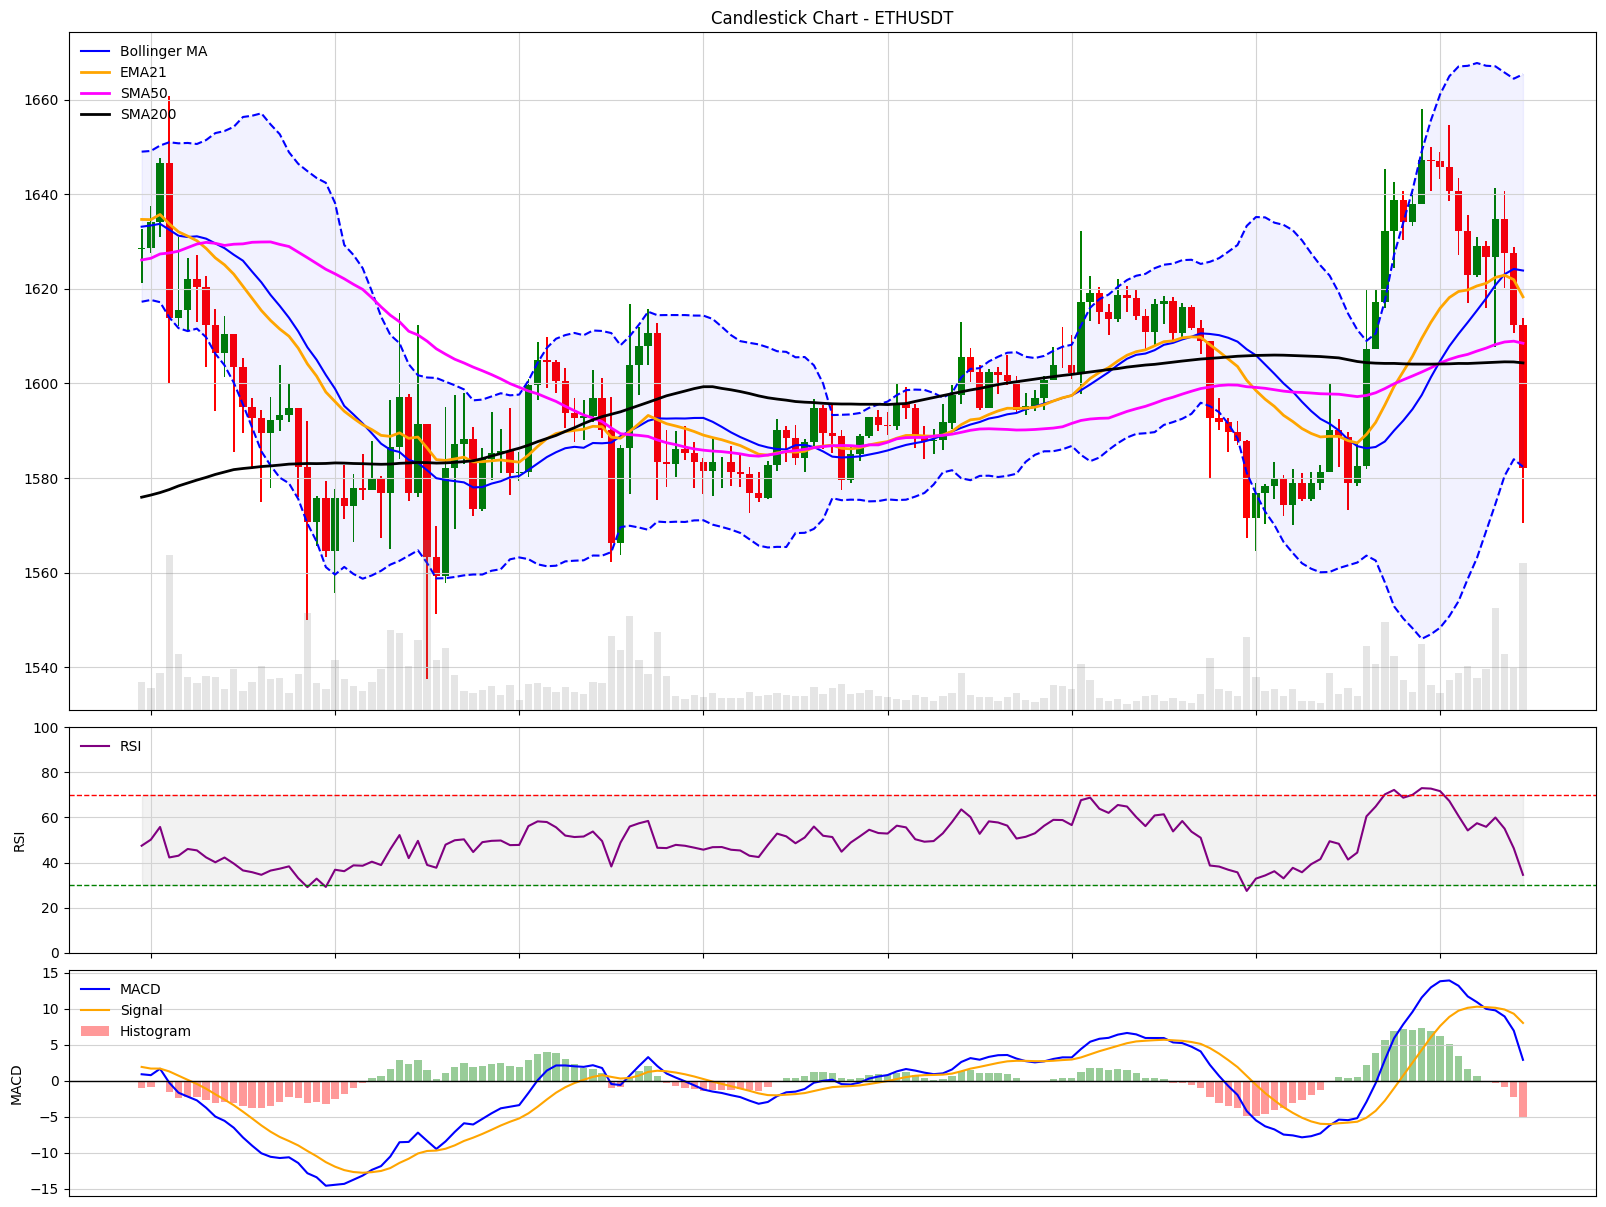 Candlestick Chart - ETHUSDT
Bollinger MA
EMA21
SMA50
SMA200
1660
1640
1620
1600
1580
1560
1540
100
80
60
40
20
0
RSI
RSI
15
10
5
0
−5
−10
−15
MACD
MACD
Signal
Histogram